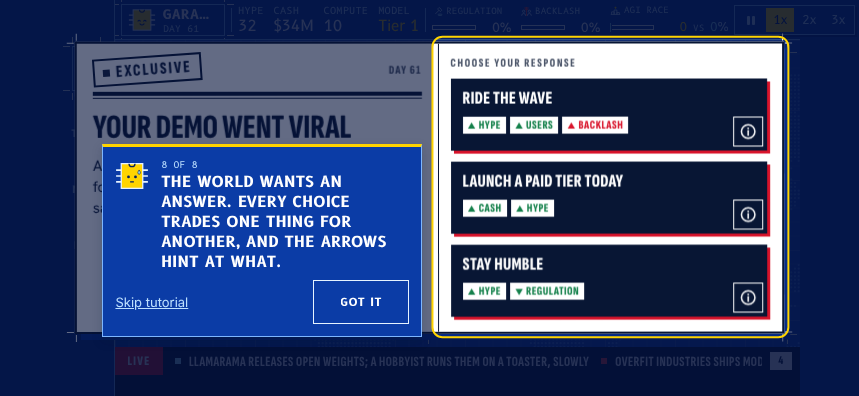 GARA...
DAY 61
HYPE
32
CASH
$34M
COMPUTE
10
MODEL
Tier 1
REGULATION
0%
BACKLASH
0%
AGI RACE
0 VS 0%
1x
2x
3x
EXCLUSIVE
DAY 61
YOUR DEMO WENT VIRAL
8 OF 8
THE WORLD WANTS AN
ANSWER. EVERY CHOICE
TRADES ONE THING FOR
ANOTHER, AND THE ARROWS
HINT AT WHAT.
Skip tutorial
GOT IT
CHOOSE YOUR RESPONSE
RIDE THE WAVE
▲ HYPE ▲ USERS ▲ BACKLASH
LAUNCH A PAID TIER TODAY
▲ CASH ▲ HYPE
STAY HUMBLE
▲ HYPE ▼ REGULATION
LIVE
LLAMARAMA RELEASES OPEN WEIGHTS; A HOBBYIST RUNS THEM ON A TOASTER, SLOWLY
OVERFIT INDUSTRIES SHIPS
4